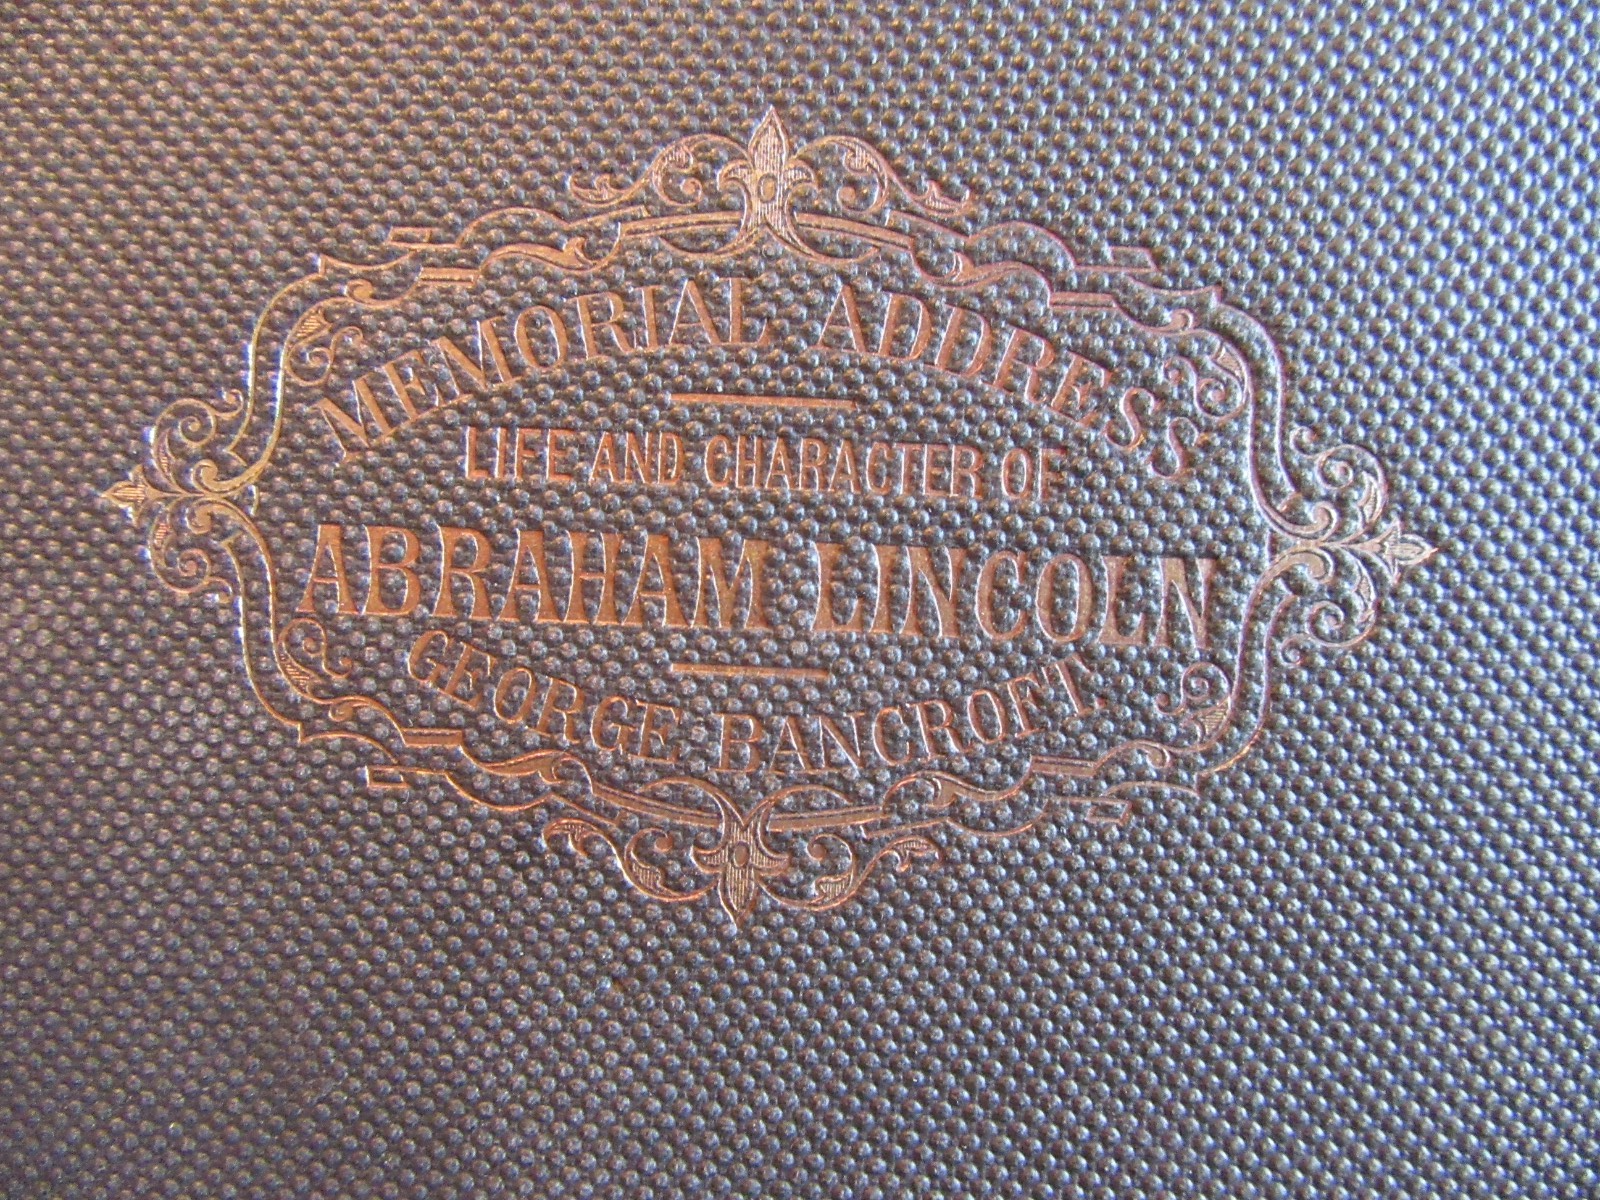 MEMORIAL ADDRESS
LIFE AND CHARACTER OF
ABRAHAM LINCOLN
GEORGE BANCROFT.